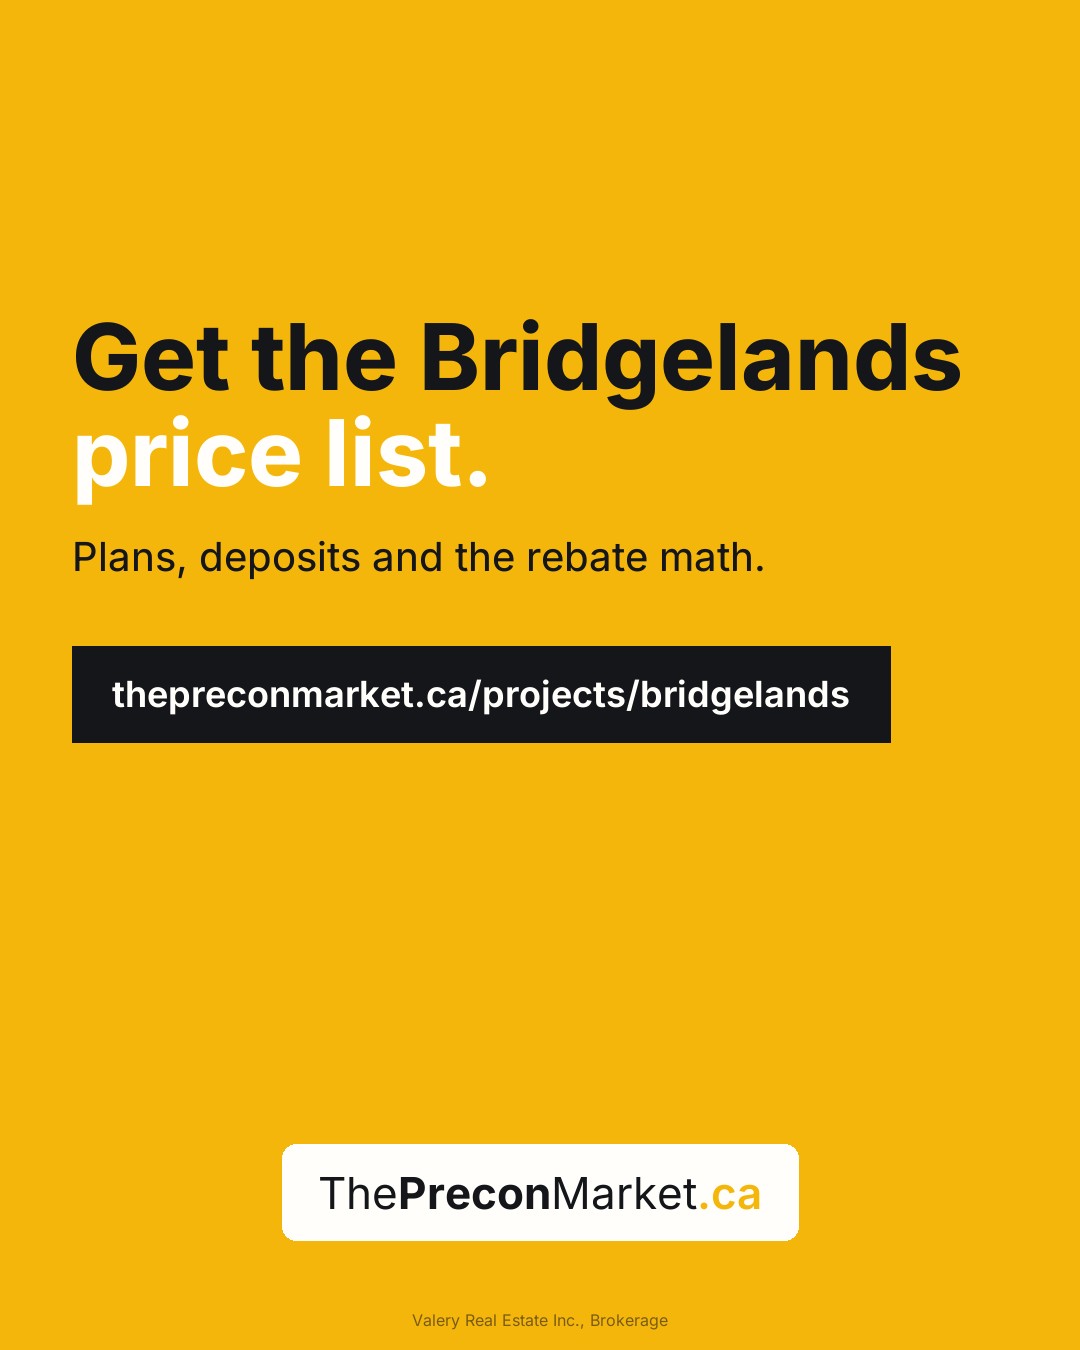 Get the Bridgelands
price list.
Plans, deposits and the rebate math.
thepreconmarket.ca/projects/bridgelands
ThePreconMarket.ca
Valery Real Estate Inc., Brokerage